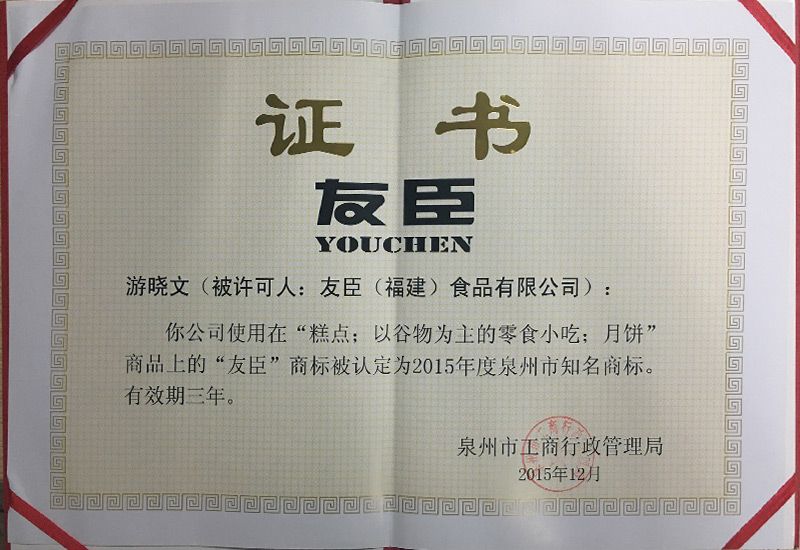 证书
友臣
YOUCHEN
游晓文（被许可人：友臣（福建）食品有限公司）：
你公司使用在“糕点；以谷物为主的零食小吃；月饼”
商品上的“友臣”商标被认定为2015年度泉州市知名商标。
有效期三年。
泉州市工商行政管理局
2015年12月